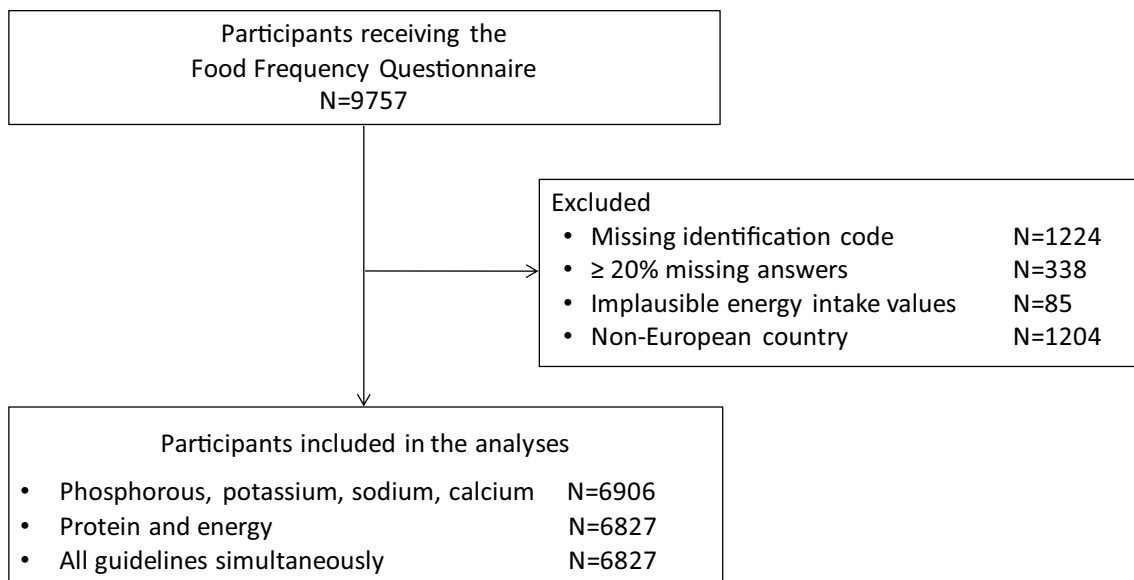 Participants receiving the
Food Frequency Questionnaire
N=9757
Excluded
• Missing identification code N=1224
• ≥ 20% missing answers N=338
• Implausible energy intake values N=85
• Non-European country N=1204
Participants included in the analyses
• Phosphorous, potassium, sodium, calcium N=6906
• Protein and energy N=6827
• All guidelines simultaneously N=6827